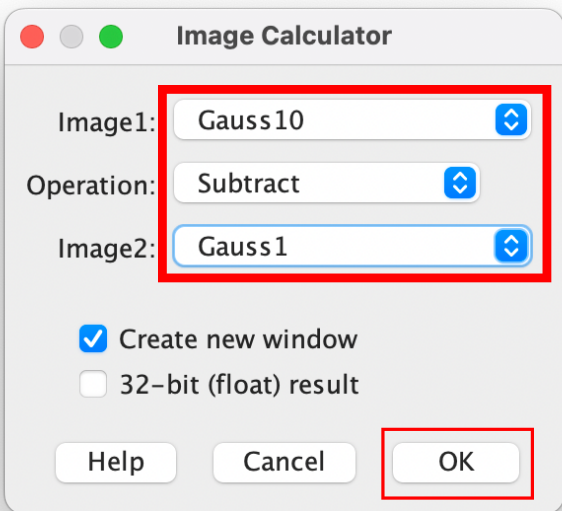 Image Calculator
Image1: Gauss10
Operation: Subtract
Image2: Gauss1
Create new window
32-bit (float) result
Help Cancel OK